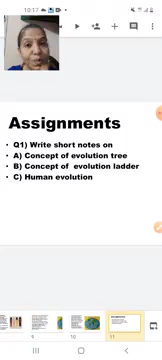 10:17
Assignments
• Q1) Write short notes on
• A) Concept of evolution tree
• B) Concept of evolution ladder
• C) Human evolution
9
10
11